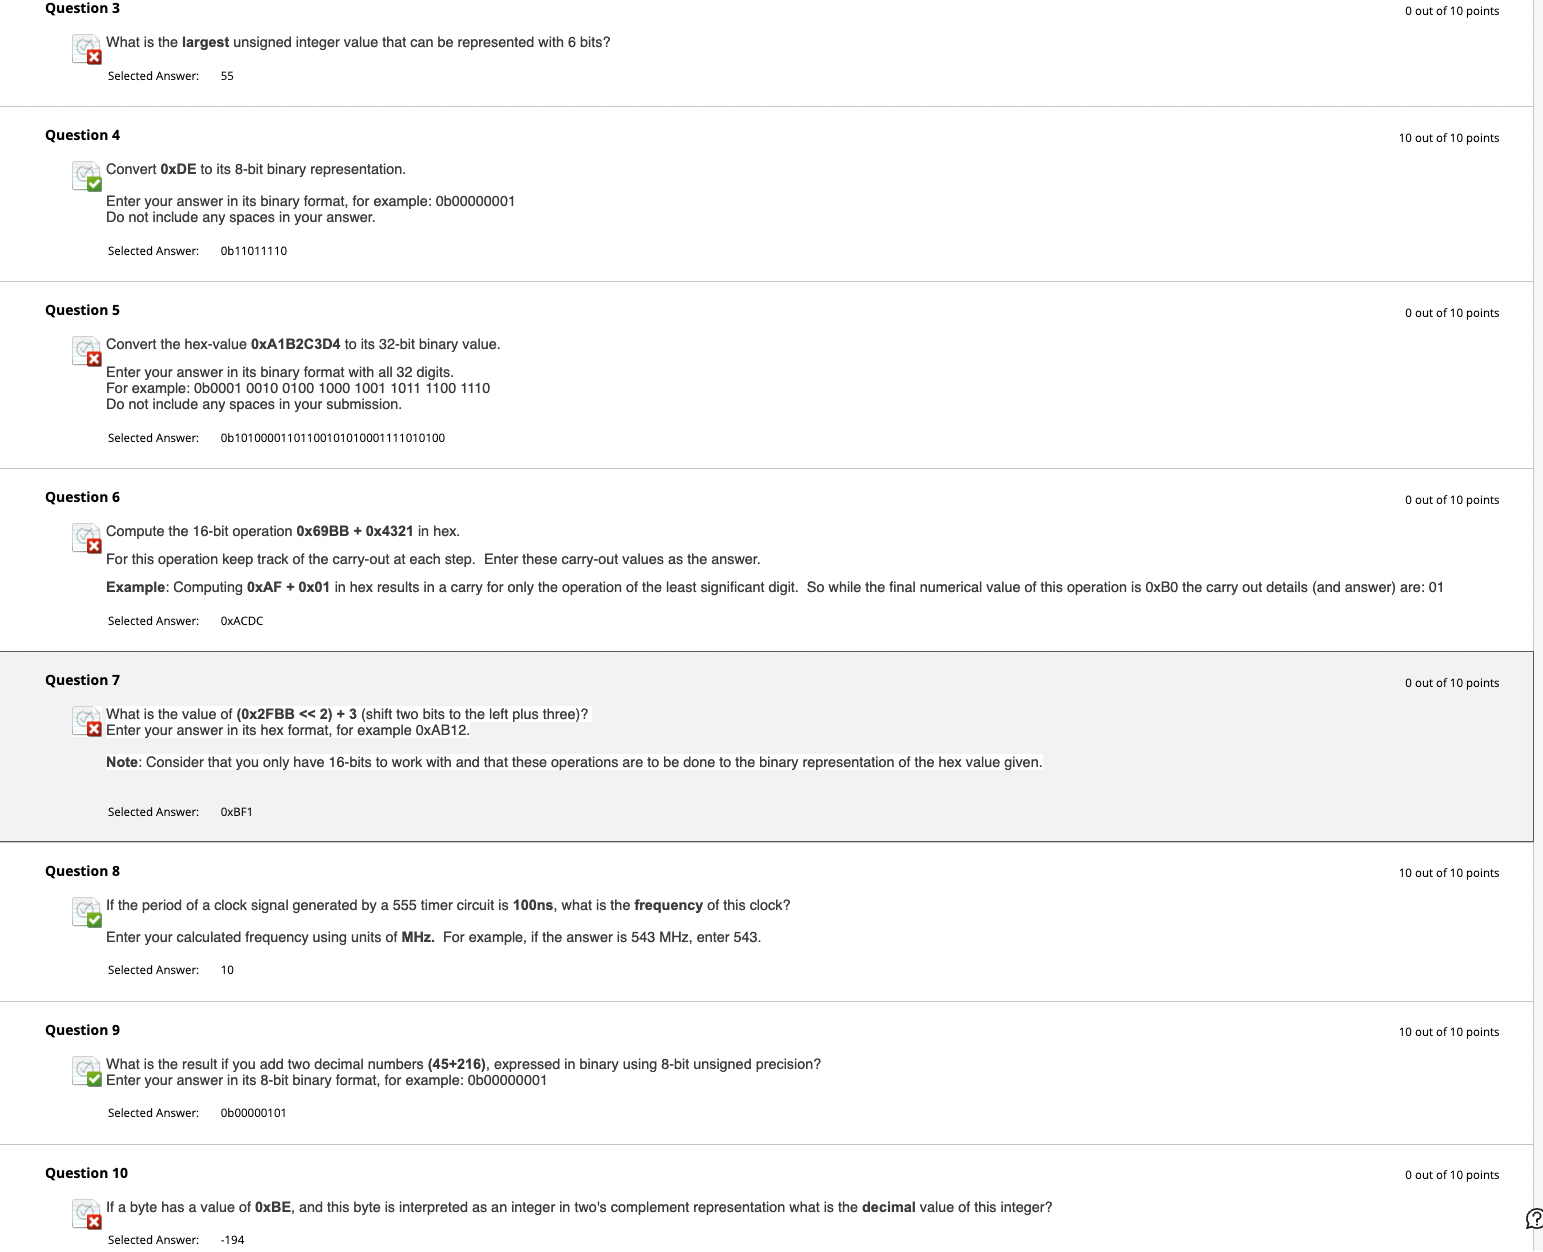 Question 3
0 out of 10 points
What is the largest unsigned integer value that can be represented with 6 bits?
Selected Answer: 55
Question 4
10 out of 10 points
Convert 0xDE to its 8-bit binary representation.
Enter your answer in its binary format, for example: 0b00000001
Do not include any spaces in your answer.
Selected Answer: 0b11011110
Question 5
0 out of 10 points
Convert the hex-value 0xA1B2C3D4 to its 32-bit binary value.
Enter your answer in its binary format with all 32 digits.
For example: 0b0001 0010 0100 1000 1001 1011 1100 1110
Do not include any spaces in your submission.
Selected Answer: 0b10100001101100101010001111010100
Question 6
0 out of 10 points
Compute the 16-bit operation 0x69BB + 0x4321 in hex.
For this operation keep track of the carry-out at each step. Enter these carry-out values as the answer.
Example: Computing 0xAF + 0x01 in hex results in a carry for only the operation of the least significant digit. So while the final numerical value of this operation is 0xB0 the carry out details (and answer) are: 01
Selected Answer: 0xACDC
Question 7
0 out of 10 points
What is the value of (0x2FBB << 2) + 3 (shift two bits to the left plus three)?
Enter your answer in its hex format, for example 0xAB12.
Note: Consider that you only have 16-bits to work with and that these operations are to be done to the binary representation of the hex value given.
Selected Answer: 0xBF1
Question 8
10 out of 10 points
If the period of a clock signal generated by a 555 timer circuit is 100ns, what is the frequency of this clock?
Enter your calculated frequency using units of MHz. For example, if the answer is 543 MHz, enter 543.
Selected Answer: 10
Question 9
10 out of 10 points
What is the result if you add two decimal numbers (45+216), expressed in binary using 8-bit unsigned precision?
Enter your answer in its 8-bit binary format, for example: 0b00000001
Selected Answer: 0b00000101
Question 10
0 out of 10 points
If a byte has a value of 0xBE, and this byte is interpreted as an integer in two's complement representation what is the decimal value of this integer?
Selected Answer: -194